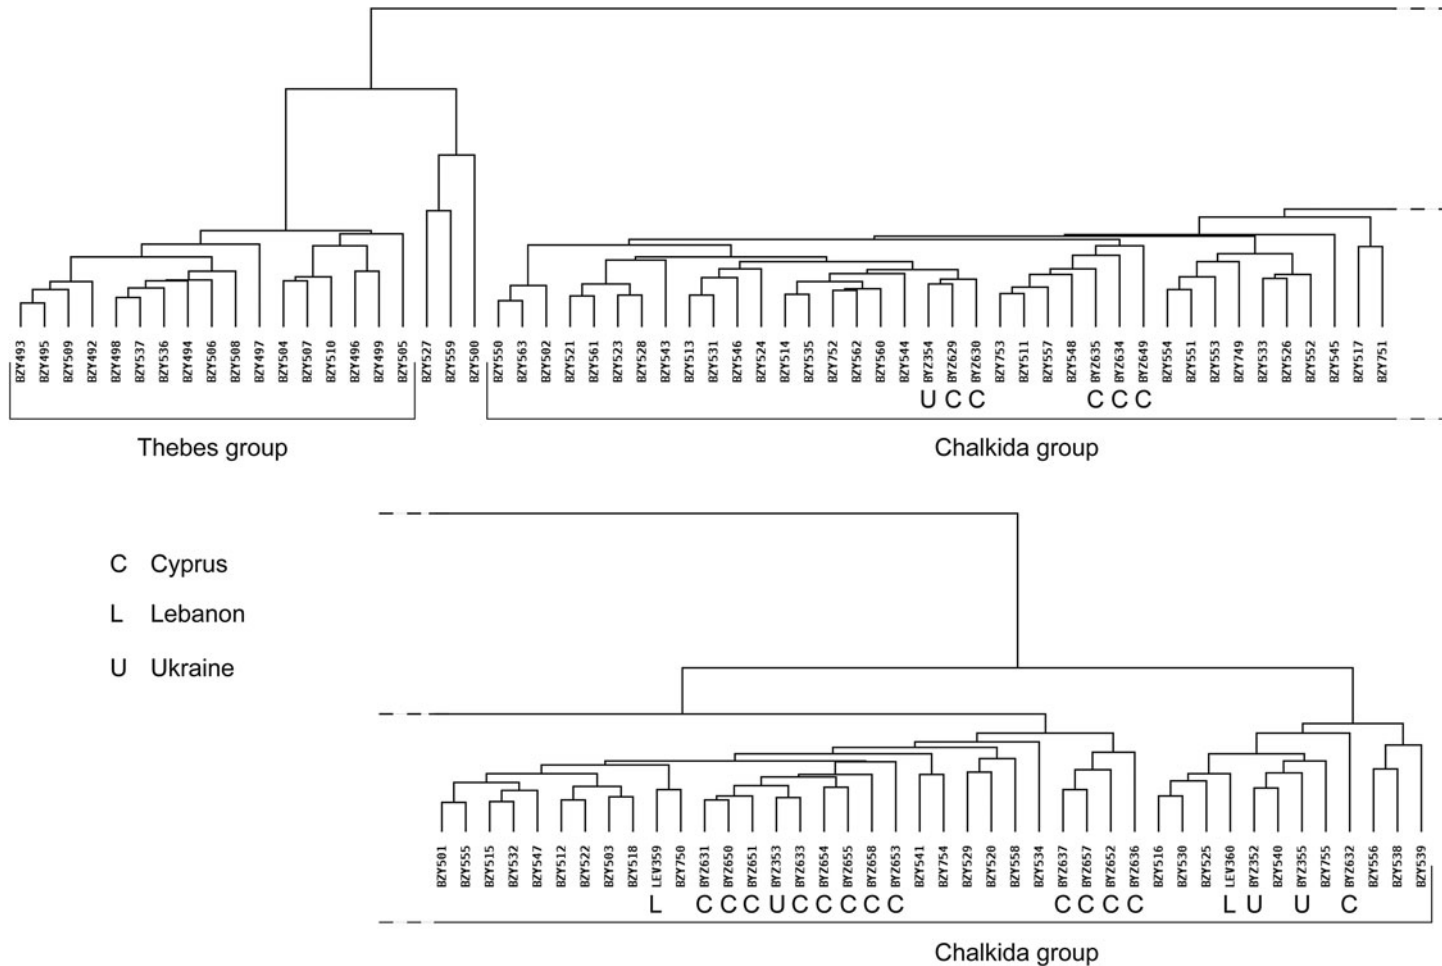 BZY493 BZY495 BZY509 BZY492 BZY498 BZY537 BZY536 BZY494 BZY506 BZY508 BZY497 BZY504 BZY507 BZY510 BZY496 BZY499 BZY505 BZY527 BZY559 BZY500 BZY550 BZY563 BZY502 BZY521 BZY561 BZY523 BZY528 BZY543 BZY513 BZY531 BZY546 BZY524 BZY514 BZY535 BZY752 BZY562 BZY560 BZY544 BYZ354 BYZ629 BYZ630 BZY753 BZY511 BZY557 BZY548 BYZ635 BYZ634 BYZ649 BZY554 BZY551 BZY553 BZY749 BZY533 BZY526 BZY552 BZY545 BZY517 BZY751
U C C C C C
Thebes group Chalkida group
C Cyprus
L Lebanon
U Ukraine
BZY501 BZY555 BZY515 BZY532 BZY547 BZY512 BZY522 BZY503 BZY518 LEV359 BZY750 BYZ631 BYZ650 BYZ651 BYZ353 BYZ633 BYZ654 BYZ655 BYZ658 BYZ653 BZY541 BZY754 BZY529 BZY520 BZY558 BZY534 BYZ637 BYZ657 BYZ652 BYZ636 BZY516 BZY530 BZY525 LEV360 BYZ352 BZY540 BYZ355 BZY755 BYZ632 BZY556 BZY538 BZY539
L C C C U C C C C C C C C C L U U C
Chalkida group